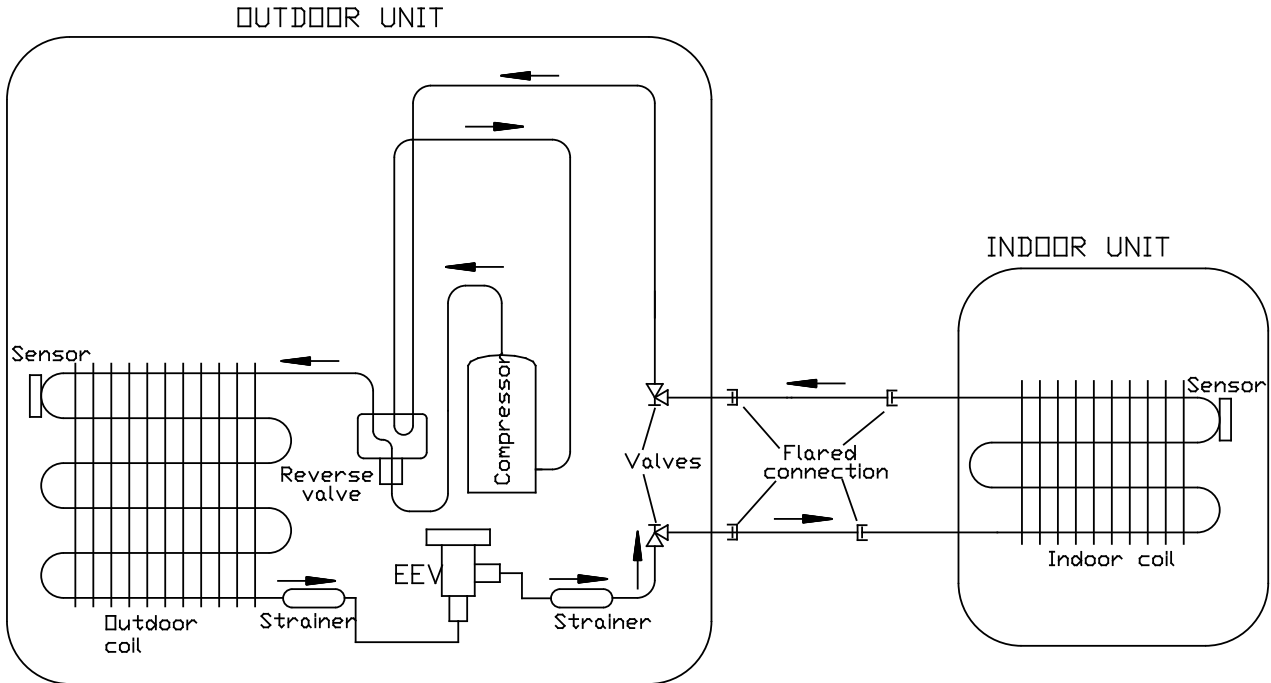 OUTDOOR UNIT
INDOOR UNIT
Sensor
Compressor
Sensor
Reverse
valve
Valves
Flared
connection
EEV
Indoor coil
Outdoor
coil
Strainer
Strainer